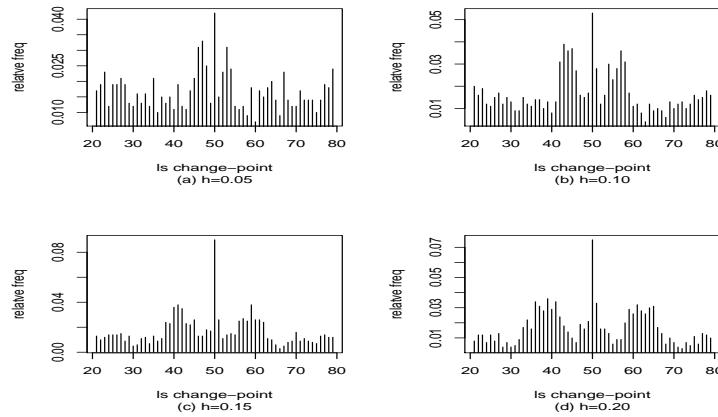 relative freq
0.040
0.025
0.010
20 30 40 50 60 70 80
ls change−point
(a) h=0.05
relative freq
0.05
0.03
0.01
20 30 40 50 60 70 80
ls change−point
(b) h=0.10
relative freq
0.08
0.04
0.00
20 30 40 50 60 70 80
ls change−point
(c) h=0.15
relative freq
0.07
0.05
0.03
0.01
20 30 40 50 60 70 80
ls change−point
(d) h=0.20